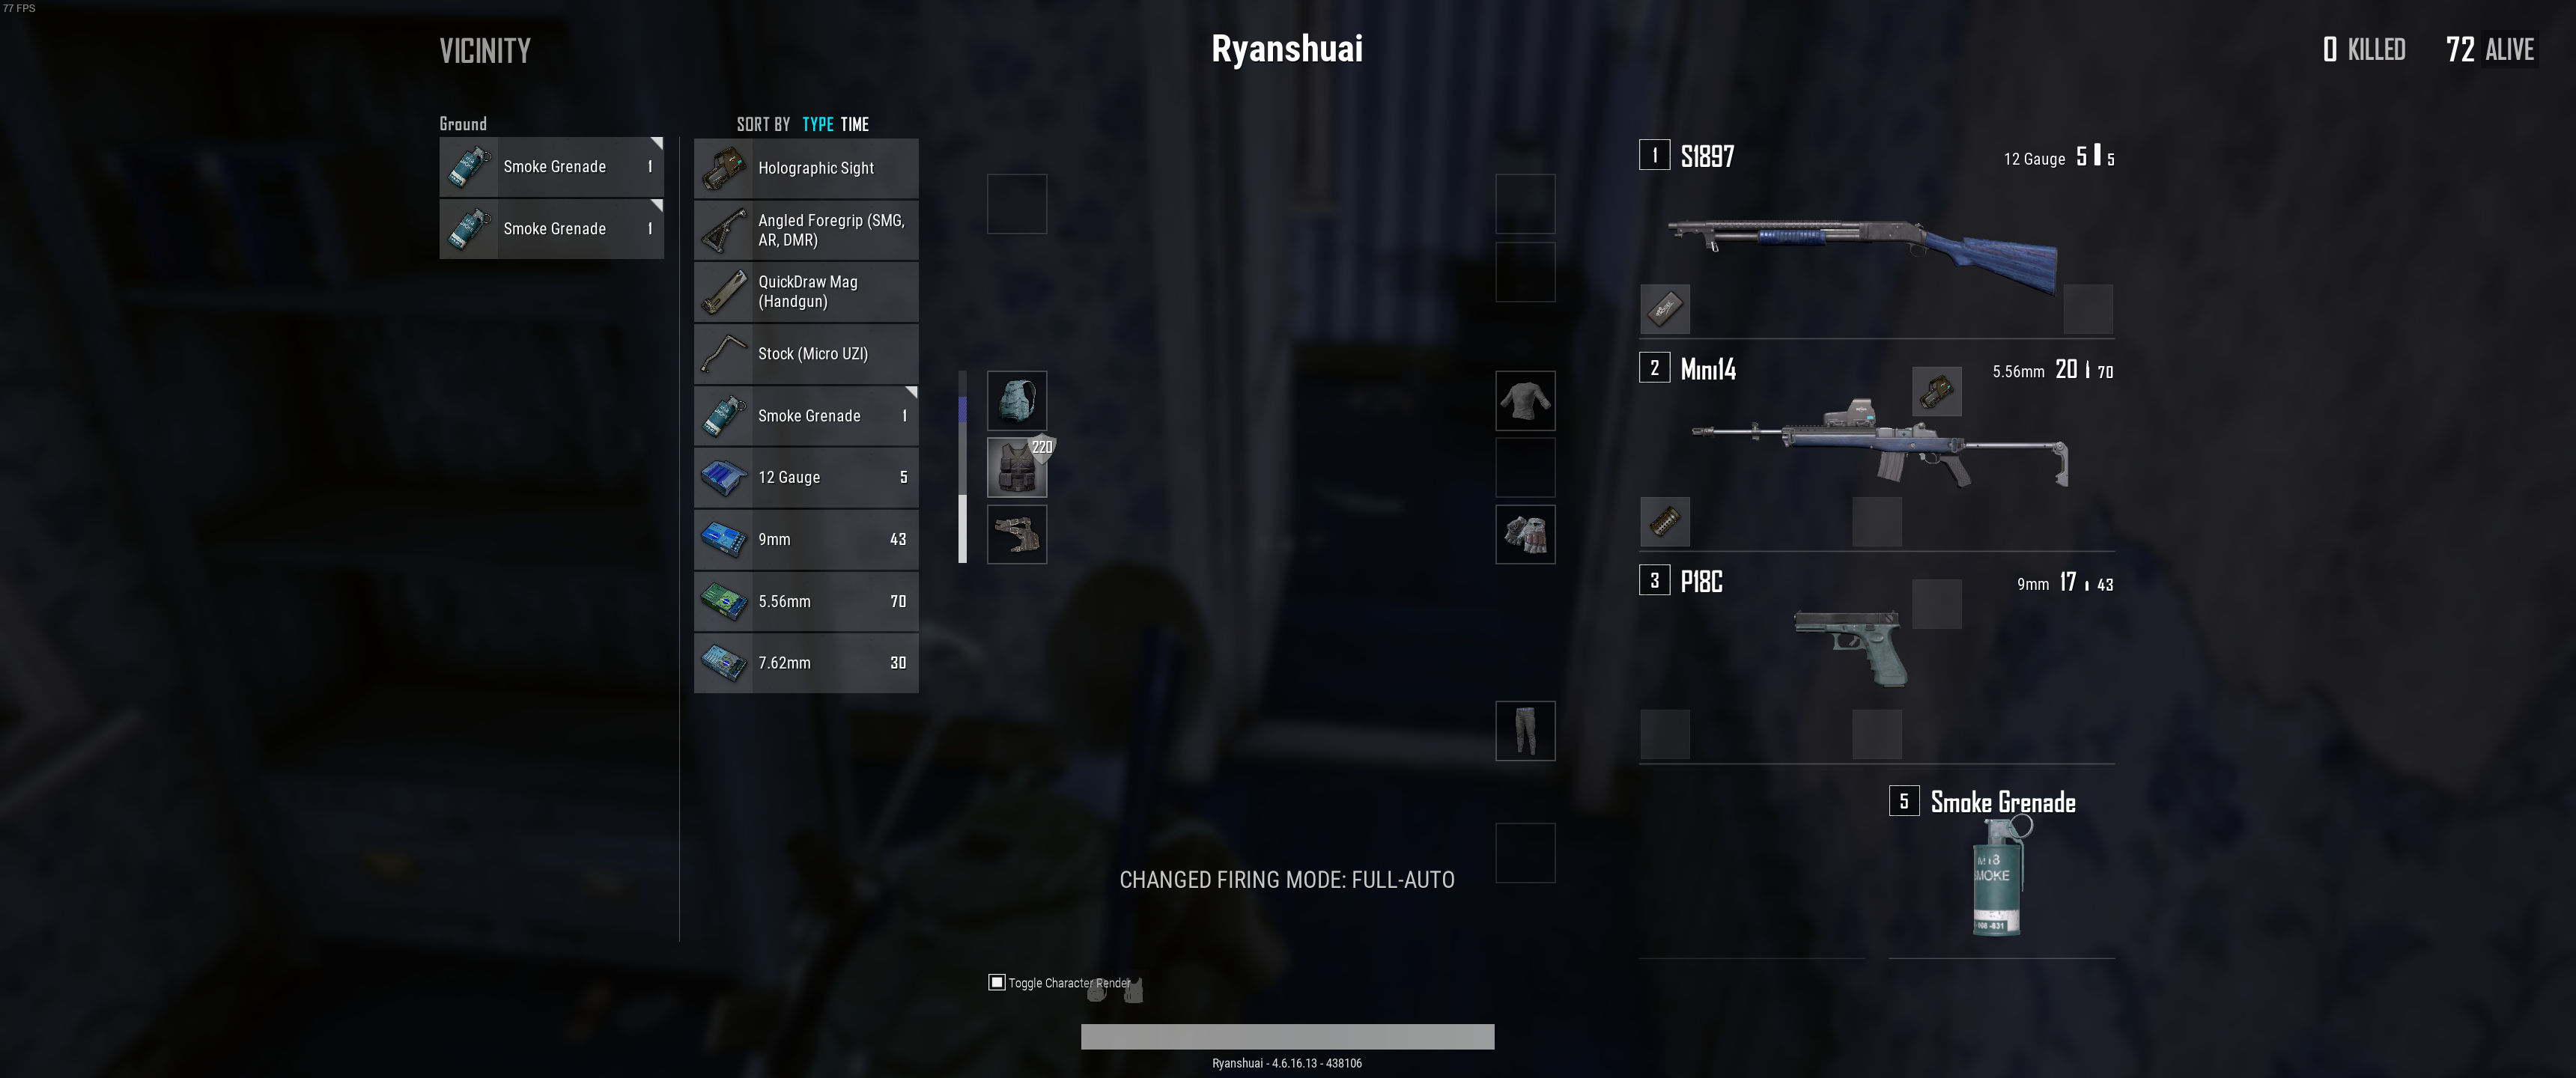 77 FPS
VICINITY
Ryanshuai
0 KILLED 72 ALIVE
Ground
SORT BY TYPE TIME
Smoke Grenade 1
Smoke Grenade 1
Holographic Sight
Angled Foregrip (SMG,
AR, DMR)
QuickDraw Mag
(Handgun)
Stock (Micro UZI)
Smoke Grenade 1
12 Gauge 5
9mm 43
5.56mm 70
7.62mm 30
220
1 S1897 12 Gauge 5 5
2 Mini14 5.56mm 20 70
3 P18C 9mm 17 43
5 Smoke Grenade
SMOKE
CHANGED FIRING MODE: FULL-AUTO
Toggle Character Render
Ryanshuai - 4.6.16.13 - 438106